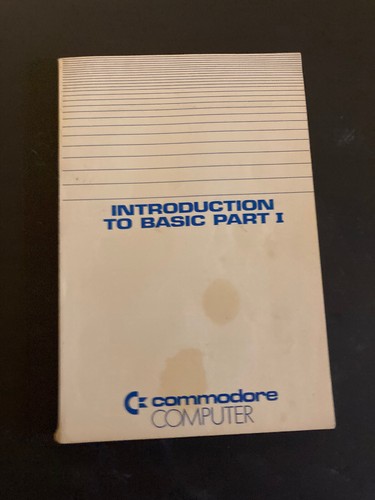 INTRODUCTION
TO BASIC PART I
commodore
COMPUTER